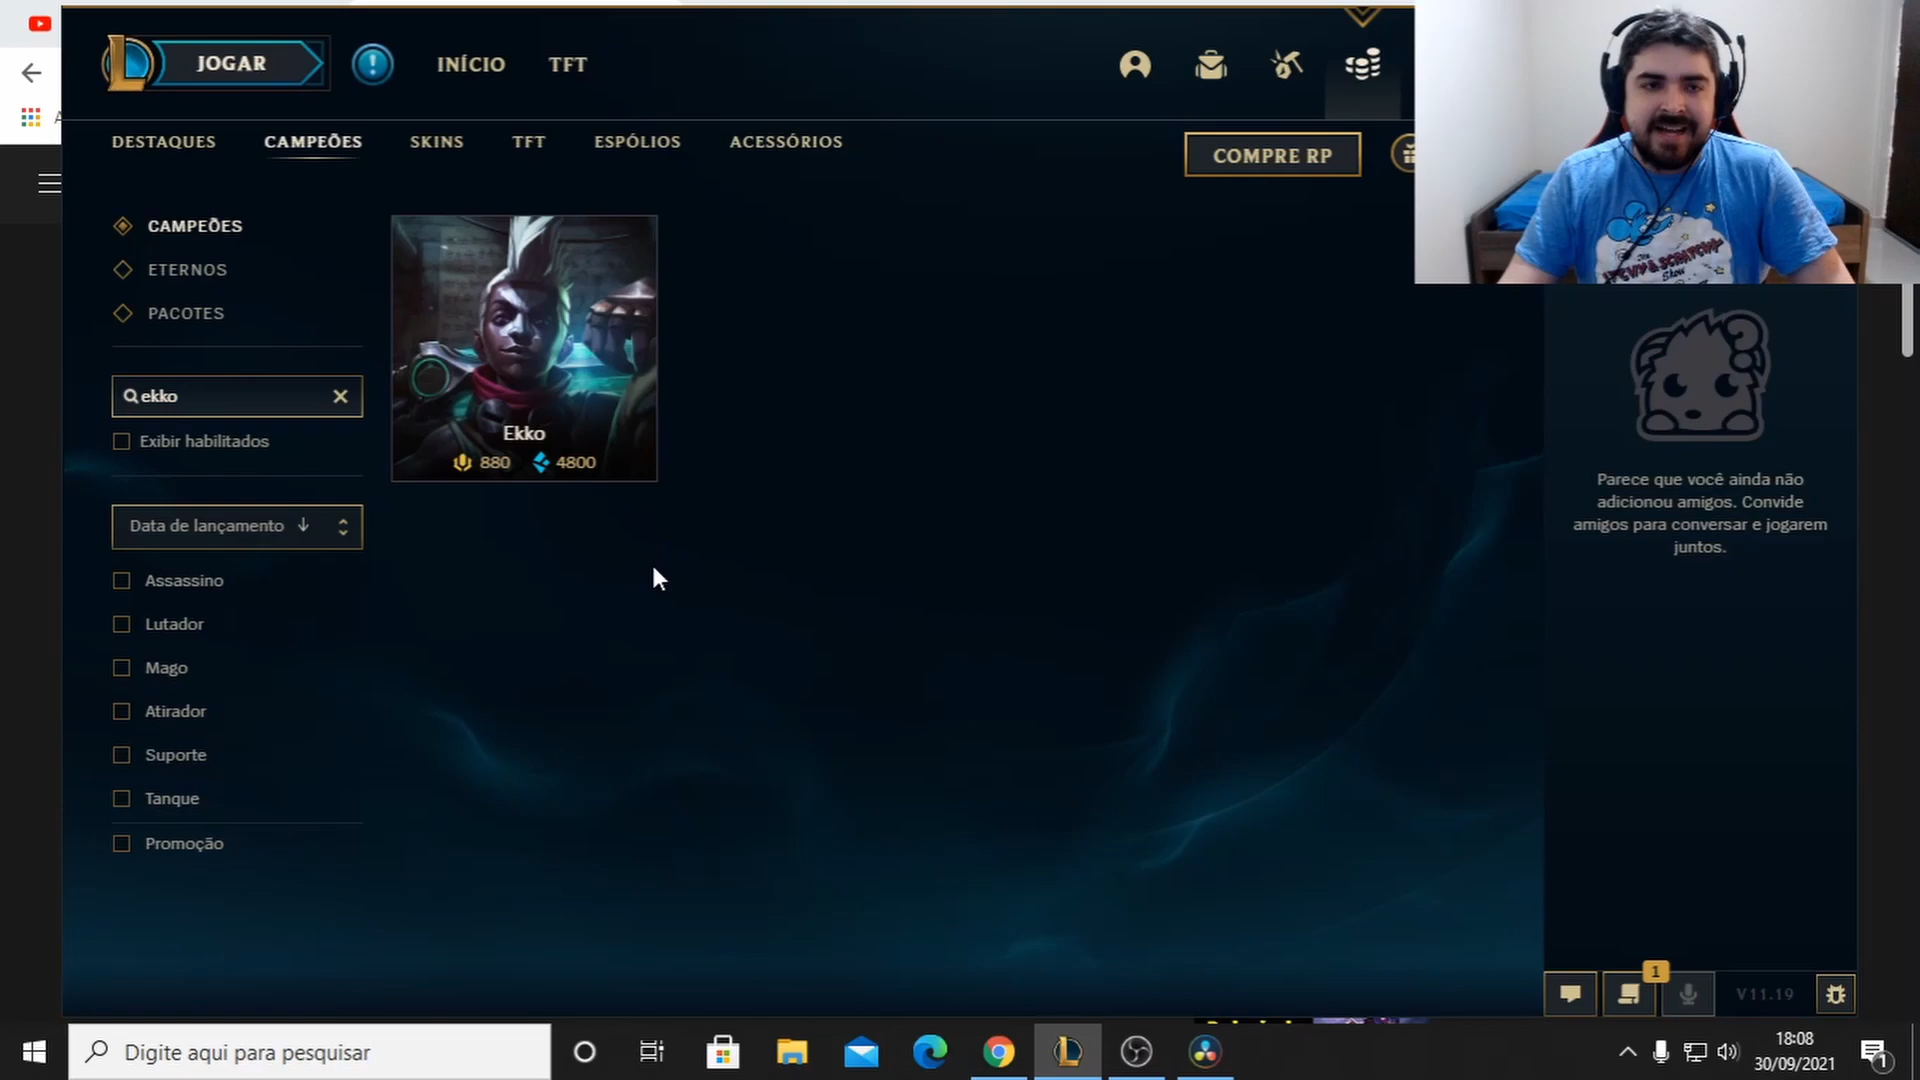 JOGAR
INÍCIO
TFT
DESTAQUES
CAMPEÕES
SKINS
TFT
ESPÓLIOS
ACESSÓRIOS
COMPRE RP
CAMPEÕES
ETERNOS
PACOTES
ekko
Exibir habilitados
Data de lançamento
Assassino
Lutador
Mago
Atirador
Suporte
Tanque
Promoção
Ekko
880 4800
Parece que você ainda não
adicionou amigos. Convide
amigos para conversar e jogarem
juntos.
1
V11.19
Digite aqui para pesquisar
18:08
30/09/2021
1